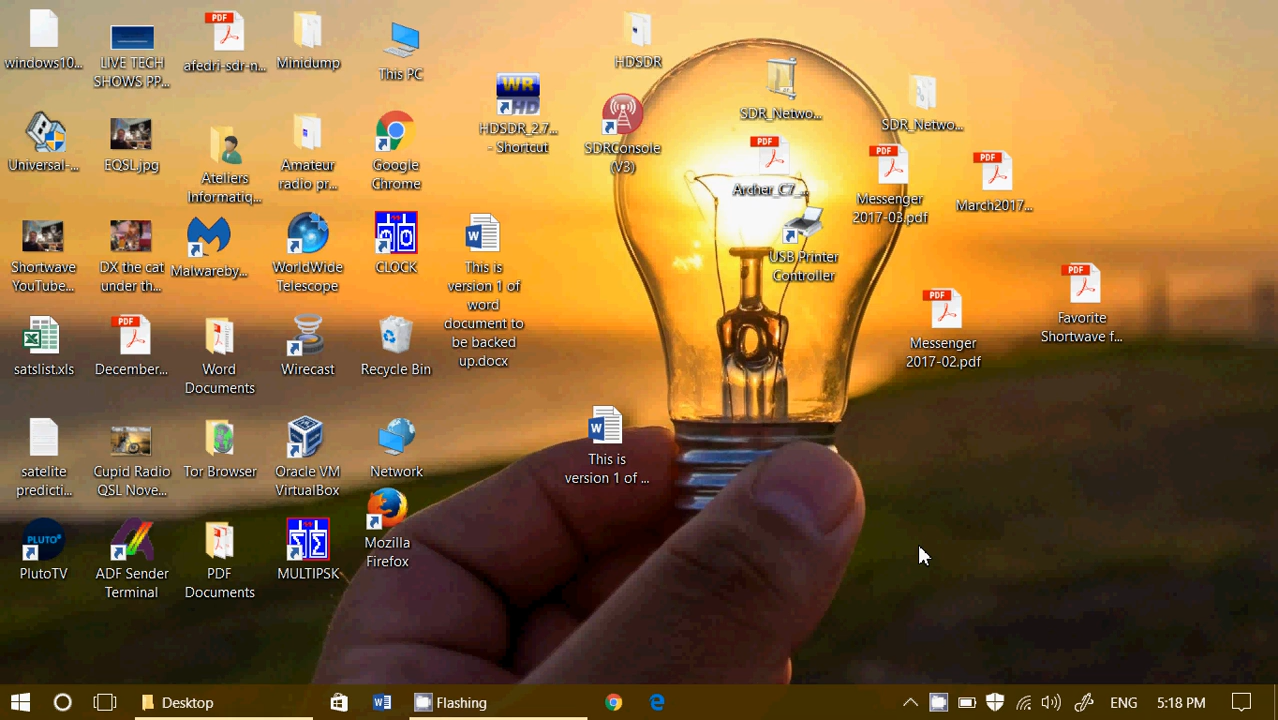 windows10...
LIVE TECH
SHOWS PP...
afedri-sdr-n...
Minidump
This PC
HDSDR
WR
HD
HDSDR_2.7...
- Shortcut
SDRConsole
(V3)
SDR_Netwo...
SDR_Netwo...
Universal-...
EQSL.jpg
Ateliers
Informatiq...
Amateur
radio pr...
Google
Chrome
PDF
Archer_C7_...
PDF
Messenger
2017-03.pdf
PDF
March2017...
Shortwave
YouTube...
DX the cat
under th...
Malwareby...
WorldWide
Telescope
CLOCK
This is
version 1 of
word
document to
be backed
up.docx
USB Printer
Controller
satslist.xls
PDF
December...
Word
Documents
Wirecast
Recycle Bin
PDF
Messenger
2017-02.pdf
PDF
Favorite
Shortwave f...
satelite
predicti...
Cupid Radio
QSL Nove...
Tor Browser
Oracle VM
VirtualBox
Network
This is
version 1 of ...
PLUTO
PlutoTV
ADF Sender
Terminal
PDF
Documents
MULTIPSK
Mozilla
Firefox
Desktop
Flashing
ENG
5:18 PM